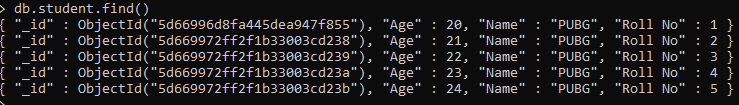 > db.student.find()
{ "_id" : ObjectId("5d66996d8fa445dea947f855"), "Age" : 20, "Name" : "PUBG", "Roll No" : 1 }
{ "_id" : ObjectId("5d669972ff2f1b33003cd238"), "Age" : 21, "Name" : "PUBG", "Roll No" : 2 }
{ "_id" : ObjectId("5d669972ff2f1b33003cd239"), "Age" : 22, "Name" : "PUBG", "Roll No" : 3 }
{ "_id" : ObjectId("5d669972ff2f1b33003cd23a"), "Age" : 23, "Name" : "PUBG", "Roll No" : 4 }
{ "_id" : ObjectId("5d669972ff2f1b33003cd23b"), "Age" : 24, "Name" : "PUBG", "Roll No" : 5 }